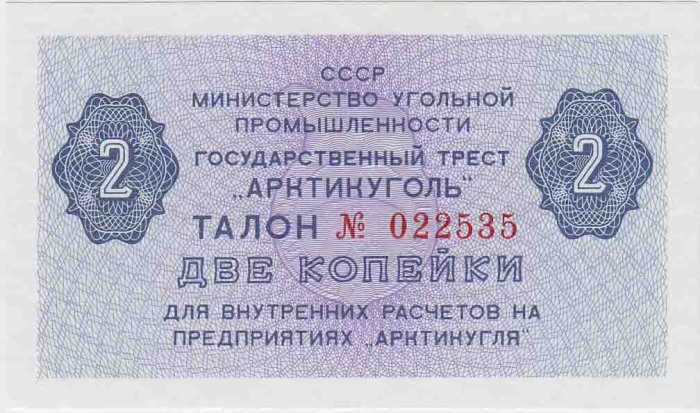 СССР
МИНИСТЕРСТВО УГОЛЬНОЙ
ПРОМЫШЛЕННОСТИ
ГОСУДАРСТВЕННЫЙ ТРЕСТ
„АРКТИКУГОЛЬ"
2 ТАЛОН № 022535 2
ДВЕ КОПЕЙКИ
ДЛЯ ВНУТРЕННИХ РАСЧЕТОВ НА
ПРЕДПРИЯТИЯХ „АРКТИКУГЛЯ"